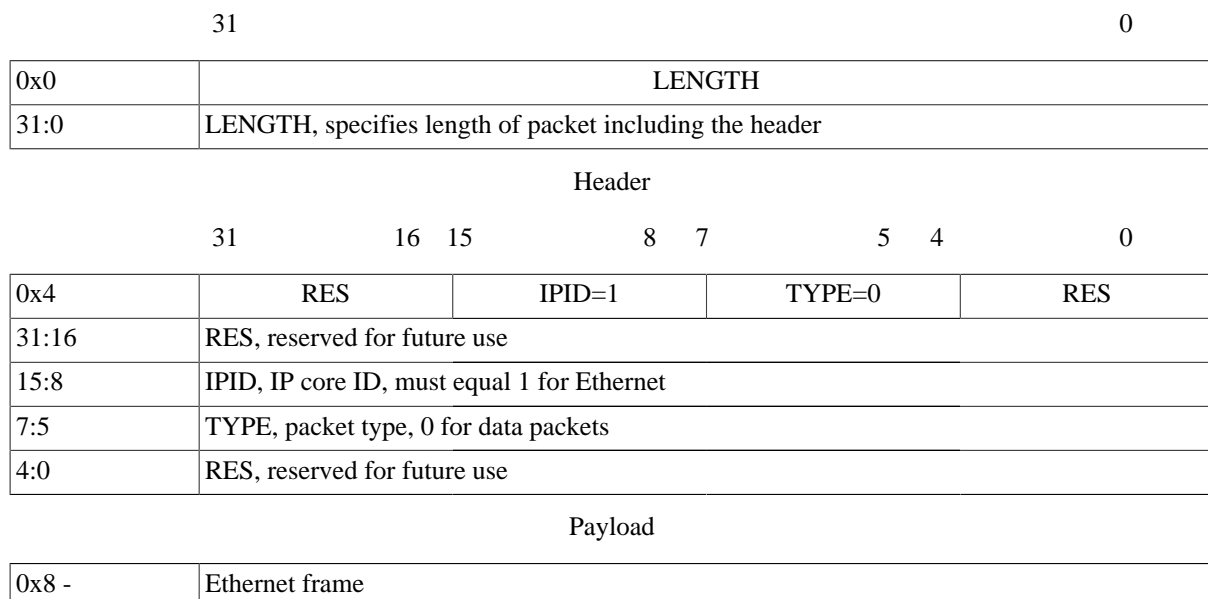 31 0
0x0 LENGTH
31:0 LENGTH, specifies length of packet including the header
Header
31 16 15 8 7 5 4 0
0x4 RES IPID=1 TYPE=0 RES
31:16 RES, reserved for future use
15:8 IPID, IP core ID, must equal 1 for Ethernet
7:5 TYPE, packet type, 0 for data packets
4:0 RES, reserved for future use
Payload
0x8 - Ethernet frame